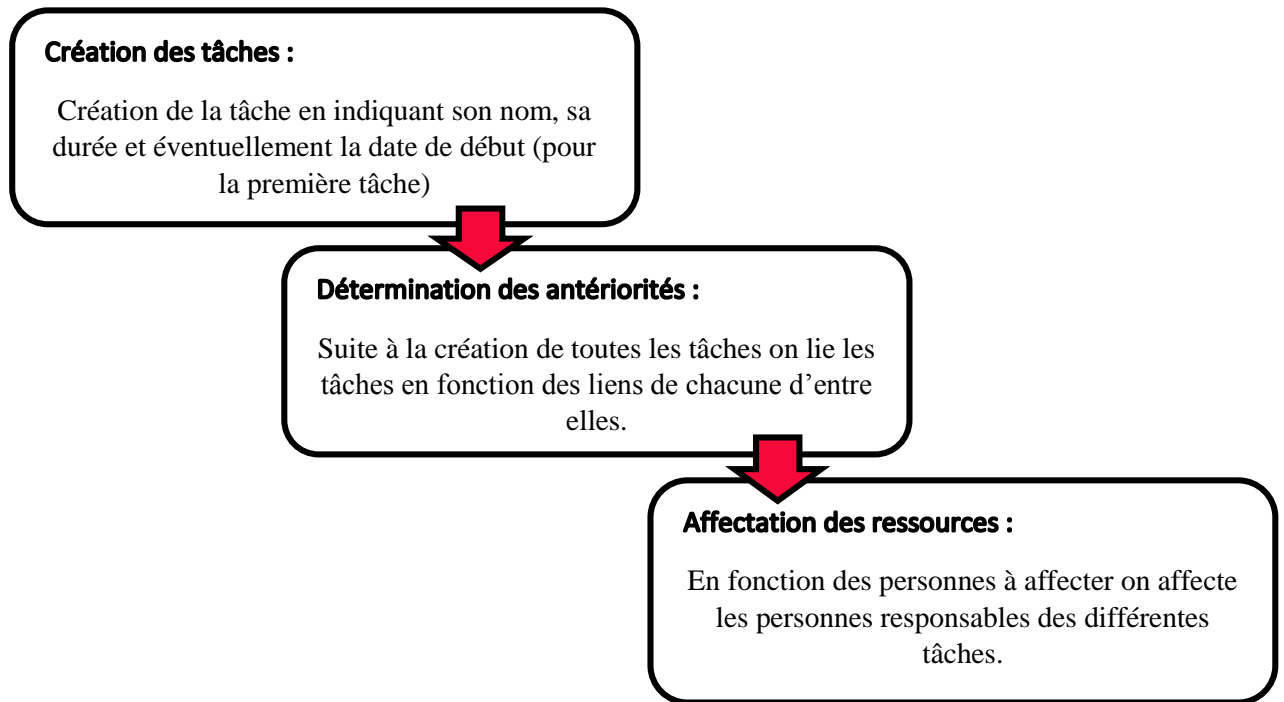 Création des tâches :
Création de la tâche en indiquant son nom, sa
durée et éventuellement la date de début (pour
la première tâche)
Détermination des antériorités :
Suite à la création de toutes les tâches on lie les
tâches en fonction des liens de chacune d’entre
elles.
Affectation des ressources :
En fonction des personnes à affecter on affecte
les personnes responsables des différentes
tâches.